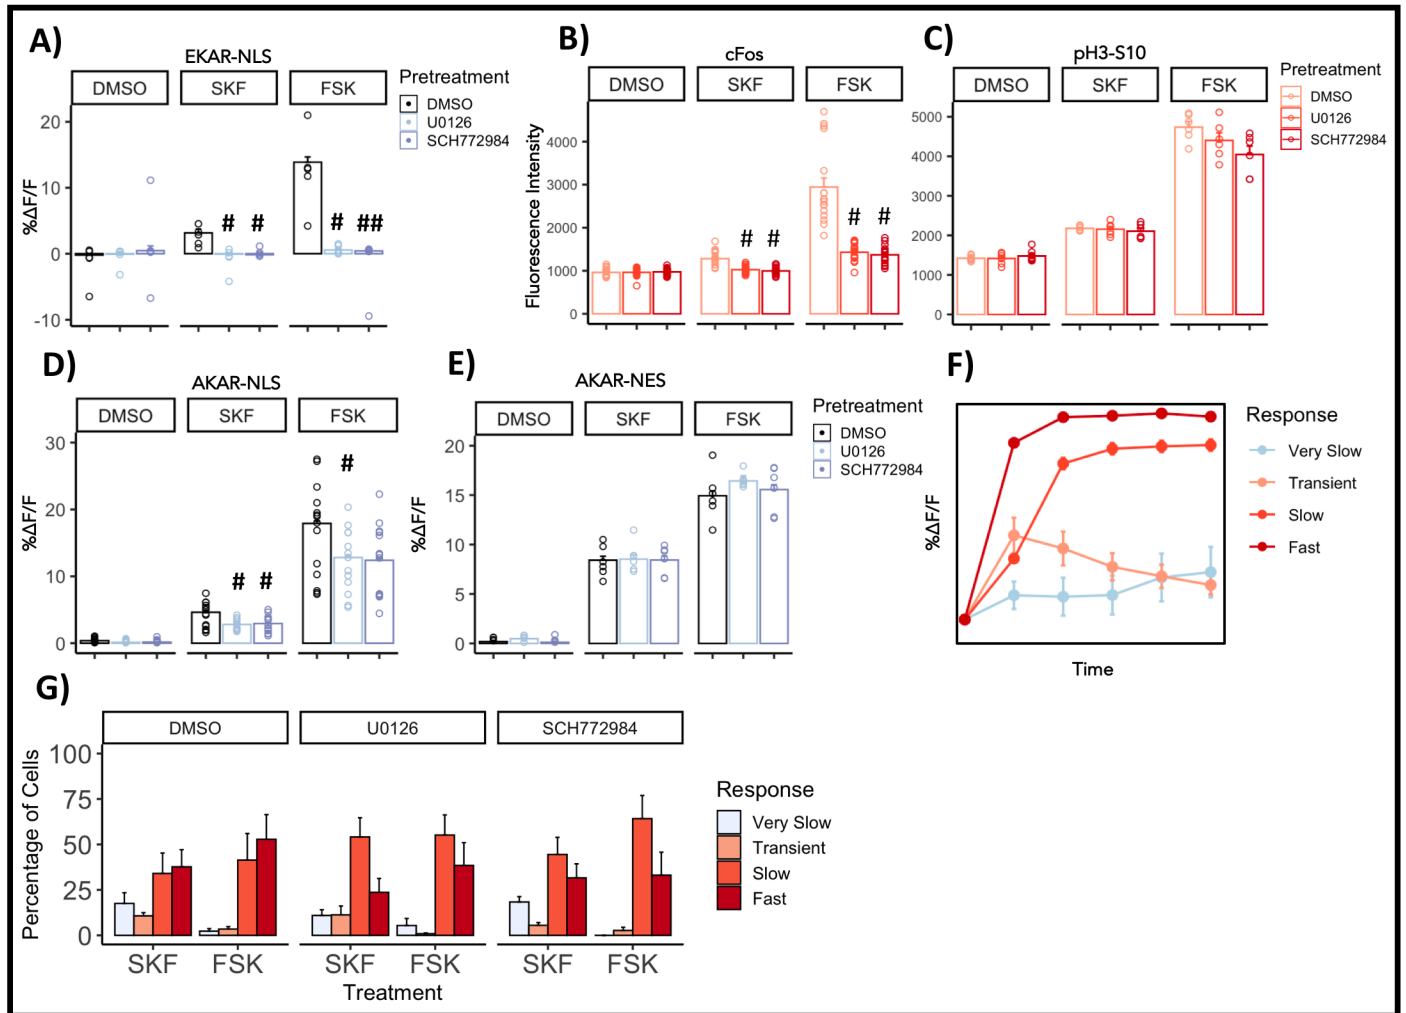 A)
EKAR-NLS
DMSO
SKF
FSK
Pretreatment
DMSO
U0126
SCH772984
%ΔF/F
20
10
0
-10
#
#
#
##
B)
cFos
DMSO
SKF
FSK
Fluorescence Intensity
4000
3000
2000
1000
0
#
#
#
#
C)
pH3-S10
DMSO
SKF
FSK
Pretreatment
DMSO
U0126
SCH772984
5000
4000
3000
2000
1000
0
D)
AKAR-NLS
DMSO
SKF
FSK
%ΔF/F
30
20
10
0
#
#
#
E)
AKAR-NES
DMSO
SKF
FSK
Pretreatment
DMSO
U0126
SCH772984
%ΔF/F
20
15
10
5
0
F)
%ΔF/F
Time
Response
Very Slow
Transient
Slow
Fast
G)
DMSO
U0126
SCH772984
Percentage of Cells
100
75
50
25
0
SKF
FSK
SKF
FSK
SKF
FSK
Treatment
Response
Very Slow
Transient
Slow
Fast